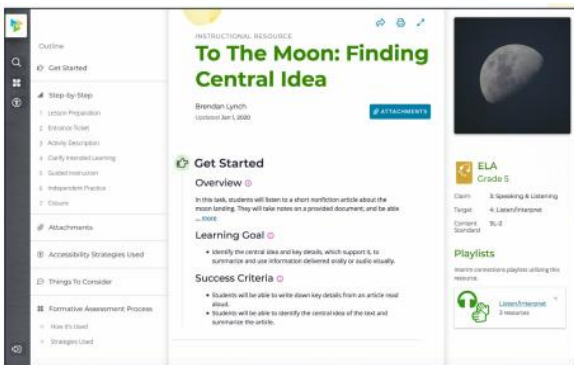 Outline
Get Started
Step-by-Step
1 Lesson Preparation
2 Entrance Ticket
3 Activity Description
4 Clarify Intended Learning
5 Guided Instruction
6 Independent Practice
7 Closure
Attachments
Accessibility Strategies Used
Things To Consider
Formative Assessment Process
How It's Used
Strategies Used
INSTRUCTIONAL RESOURCE
To The Moon: Finding
Central Idea
Brendan Lynch
Updated Jan 1, 2020
ATTACHMENTS
Get Started
Overview
In this task, students will listen to a short nonfiction article about the
moon landing. They will take notes on a provided document, and be able
... more
Learning Goal
• Identify the central idea and key details, which support it, to
summarize and use information delivered orally or audio visually.
Success Criteria
• Students will be able to write down key details from an article read
aloud.
• Students will be able to identify the central idea of the text and
summarize the article.
ELA
Grade 5
Claim 3: Speaking & Listening
Target 4: Listen/Interpret
Content SL-2
Standard
Playlists
Interim connections playlists utilizing this
resource.
Listen/Interpret
3 resources